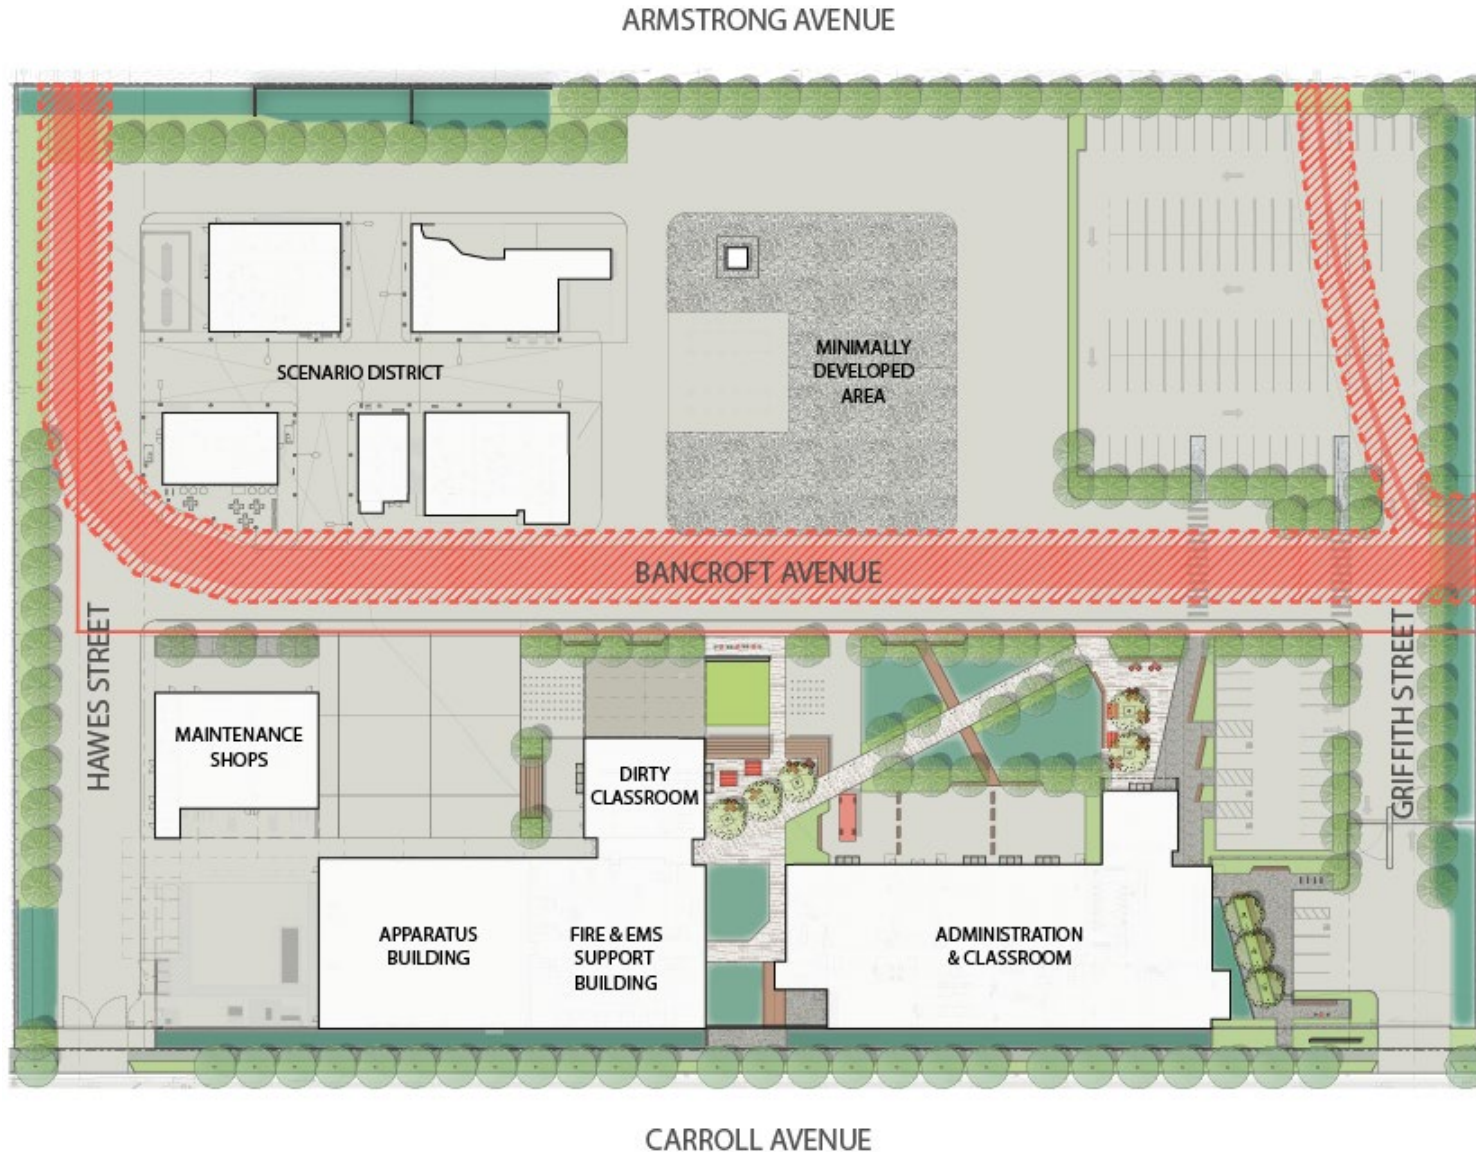 ARMSTRONG AVENUE
SCENARIO DISTRICT
MINIMALLY
DEVELOPED
AREA
BANCROFT AVENUE
HAWES STREET
GRIFFITH STREET
MAINTENANCE
SHOPS
DIRTY
CLASSROOM
APPARATUS
BUILDING
FIRE & EMS
SUPPORT
BUILDING
ADMINISTRATION
& CLASSROOM
CARROLL AVENUE